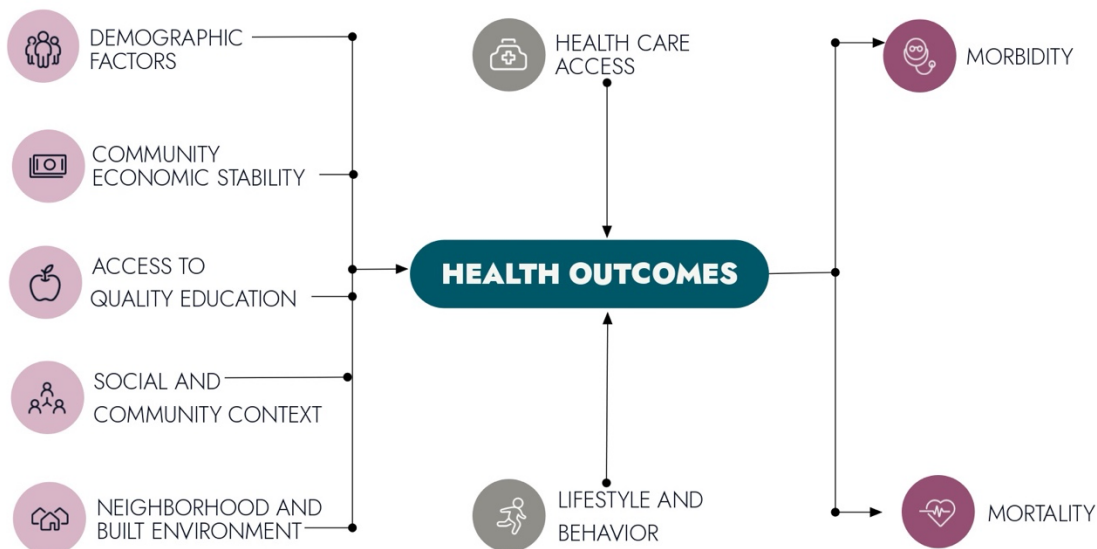 DEMOGRAPHIC
FACTORS
COMMUNITY
ECONOMIC STABILITY
ACCESS TO
QUALITY EDUCATION
SOCIAL AND
COMMUNITY CONTEXT
NEIGHBORHOOD AND
BUILT ENVIRONMENT
HEALTH CARE
ACCESS
HEALTH OUTCOMES
LIFESTYLE AND
BEHAVIOR
MORBIDITY
MORTALITY